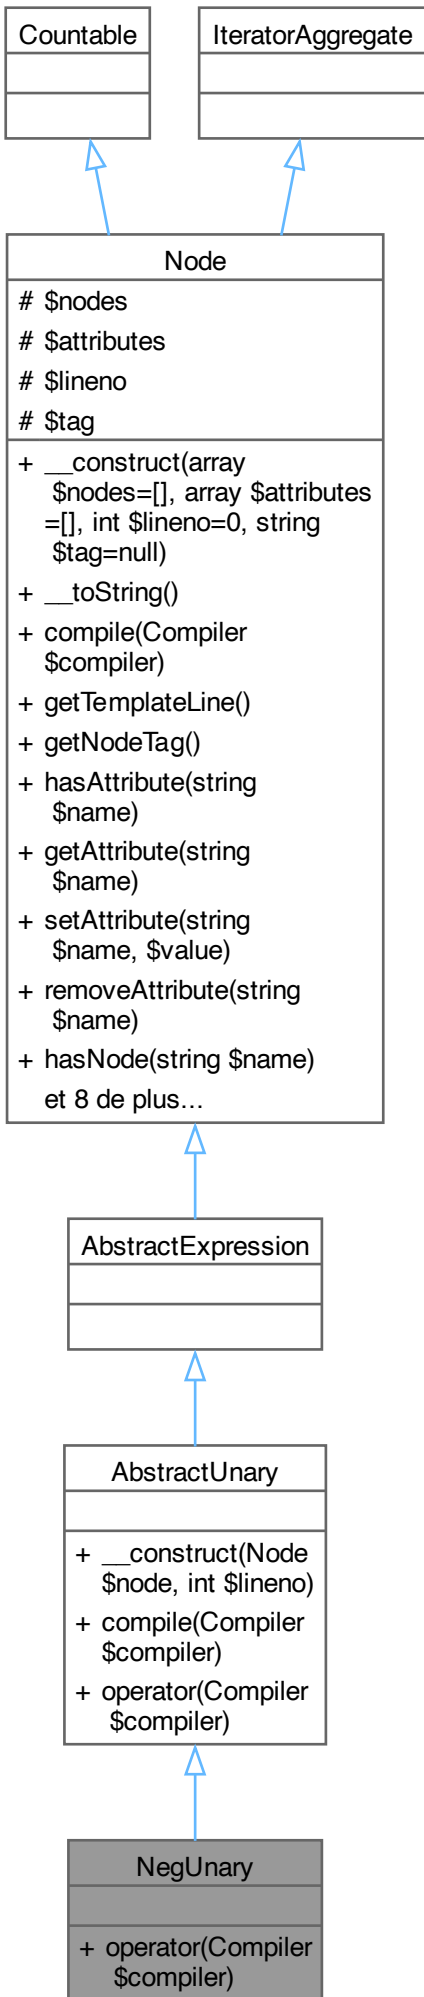 Countable
IteratorAggregate
Node
# $nodes
# $attributes
# $lineno
# $tag
+ __construct(array
$nodes=[], array $attributes
=[], int $lineno=0, string
$tag=null)
+ __toString()
+ compile(Compiler
$compiler)
+ getTemplateLine()
+ getNodeTag()
+ hasAttribute(string
$name)
+ getAttribute(string
$name)
+ setAttribute(string
$name, $value)
+ removeAttribute(string
$name)
+ hasNode(string $name)
et 8 de plus...
AbstractExpression
AbstractUnary
+ __construct(Node
$node, int $lineno)
+ compile(Compiler
$compiler)
+ operator(Compiler
$compiler)
NegUnary
+ operator(Compiler
$compiler)